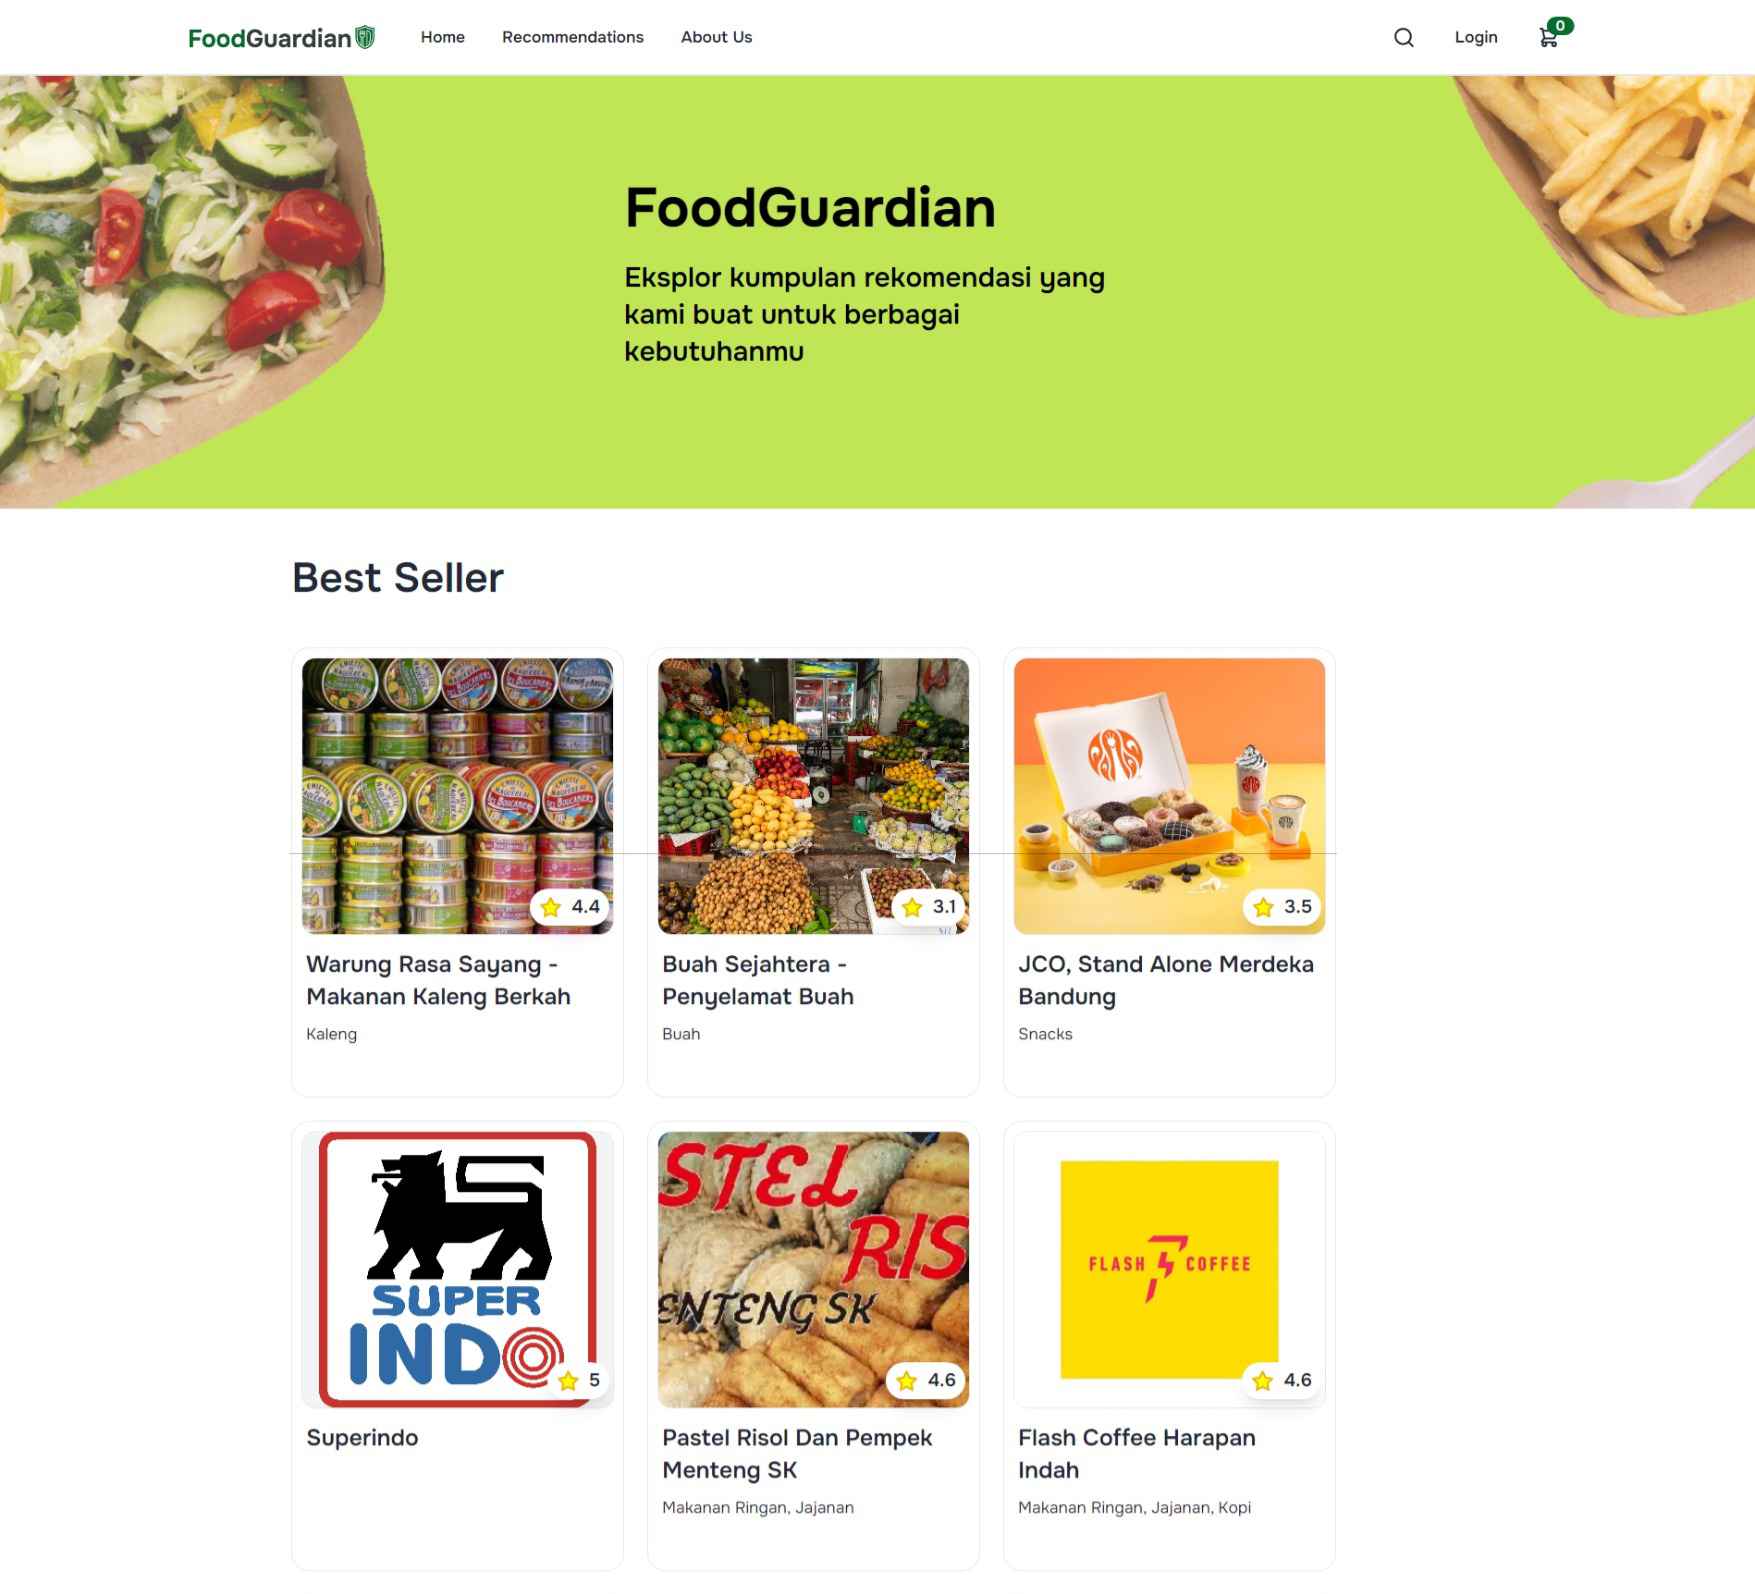 FoodGuardian
Home
Recommendations
About Us
Login
0
FoodGuardian
Eksplor kumpulan rekomendasi yang
kami buat untuk berbagai
kebutuhanmu
Best Seller
4.4
Warung Rasa Sayang -
Makanan Kaleng Berkah
Kaleng
3.1
Buah Sejahtera -
Penyelamat Buah
Buah
3.5
JCO, Stand Alone Merdeka
Bandung
Snacks
SUPER
INDO
5
Superindo
STEL
RIS
ENTENG SK
4.6
Pastel Risol Dan Pempek
Menteng SK
Makanan Ringan, Jajanan
FLASH COFFEE
4.6
Flash Coffee Harapan
Indah
Makanan Ringan, Jajanan, Kopi